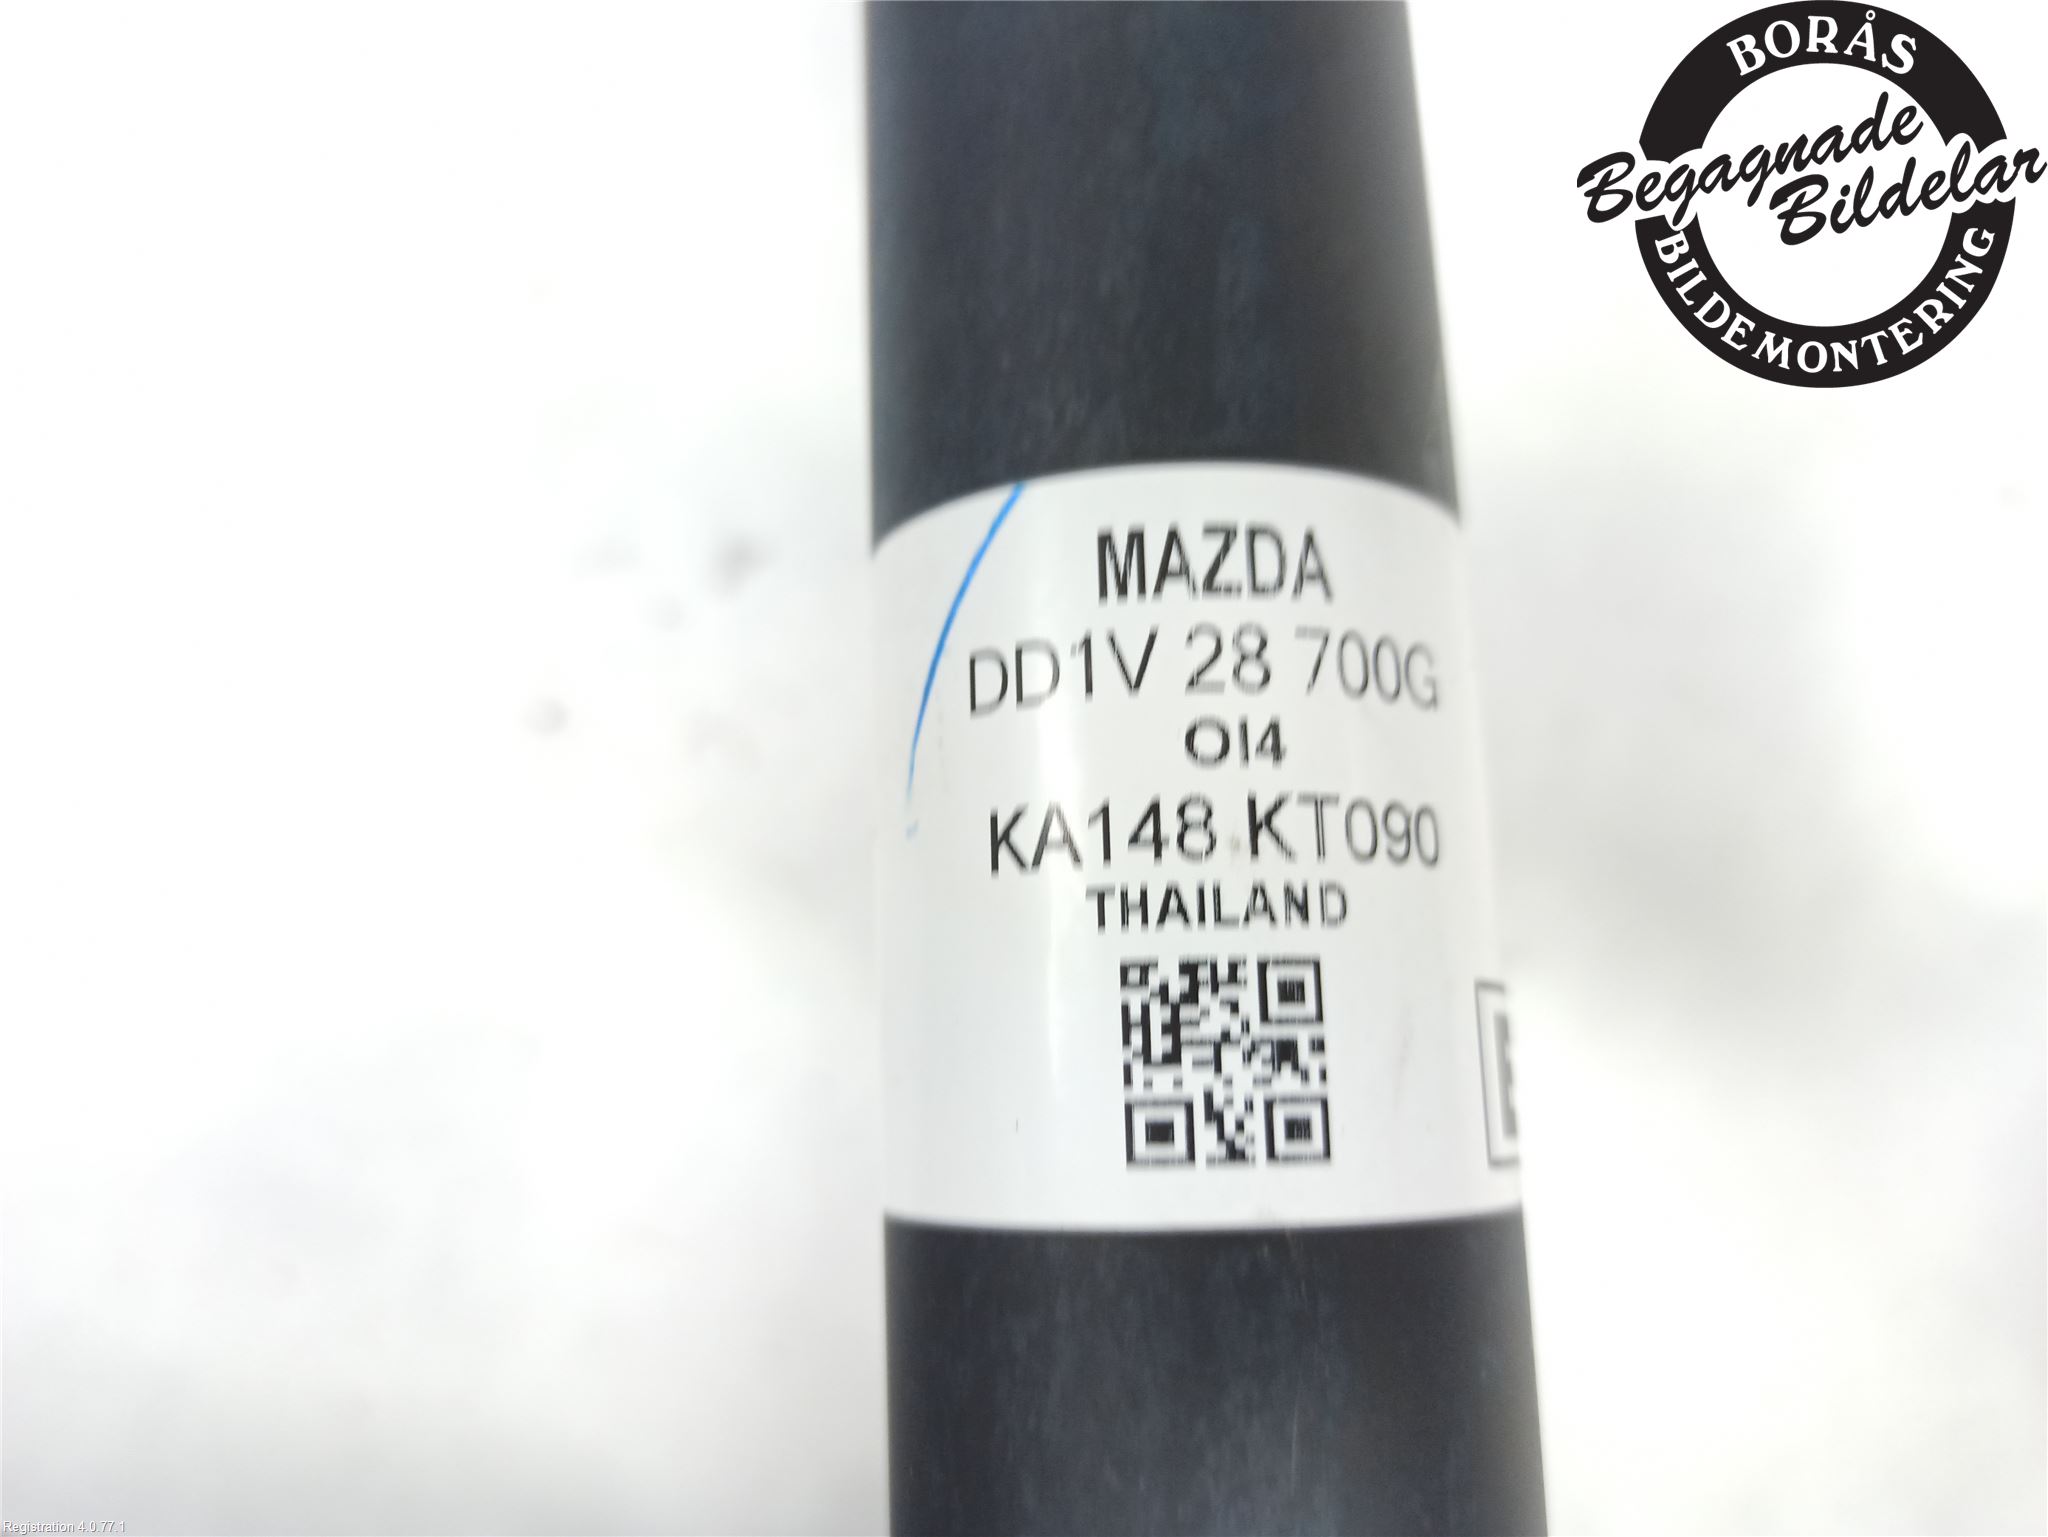 BORÅS
Begagnade
Bildelar
BILDEMONTERING
MAZDA
DD1V 28 700G
OI4
KA148 KT090
THAILAND
Registration 4.0.77.1